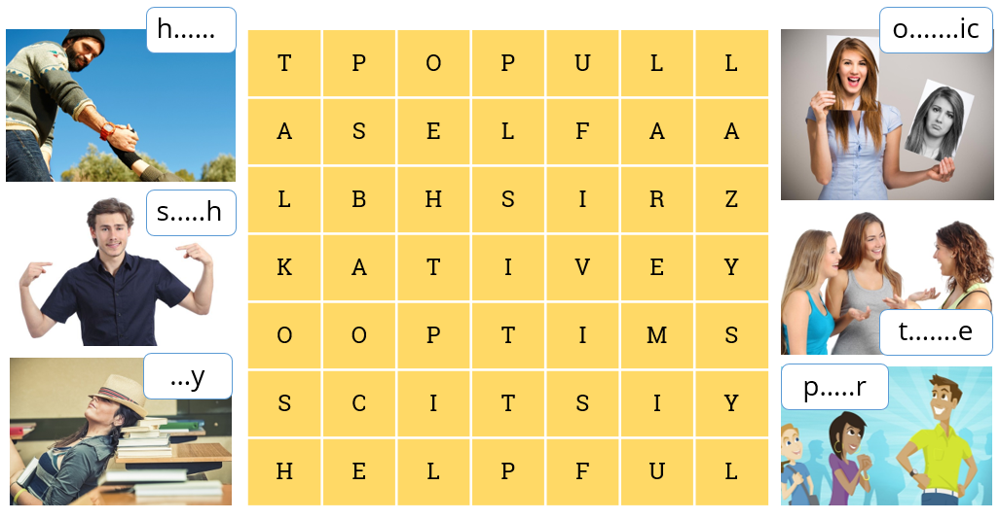 h......
s.....h
...y
T P O P U L L
A S E L F A A
L B H S I R Z
K A T I V E Y
O O P T I M S
S C I T S I Y
H E L P F U L
o.......ic
t.......e
p.....r